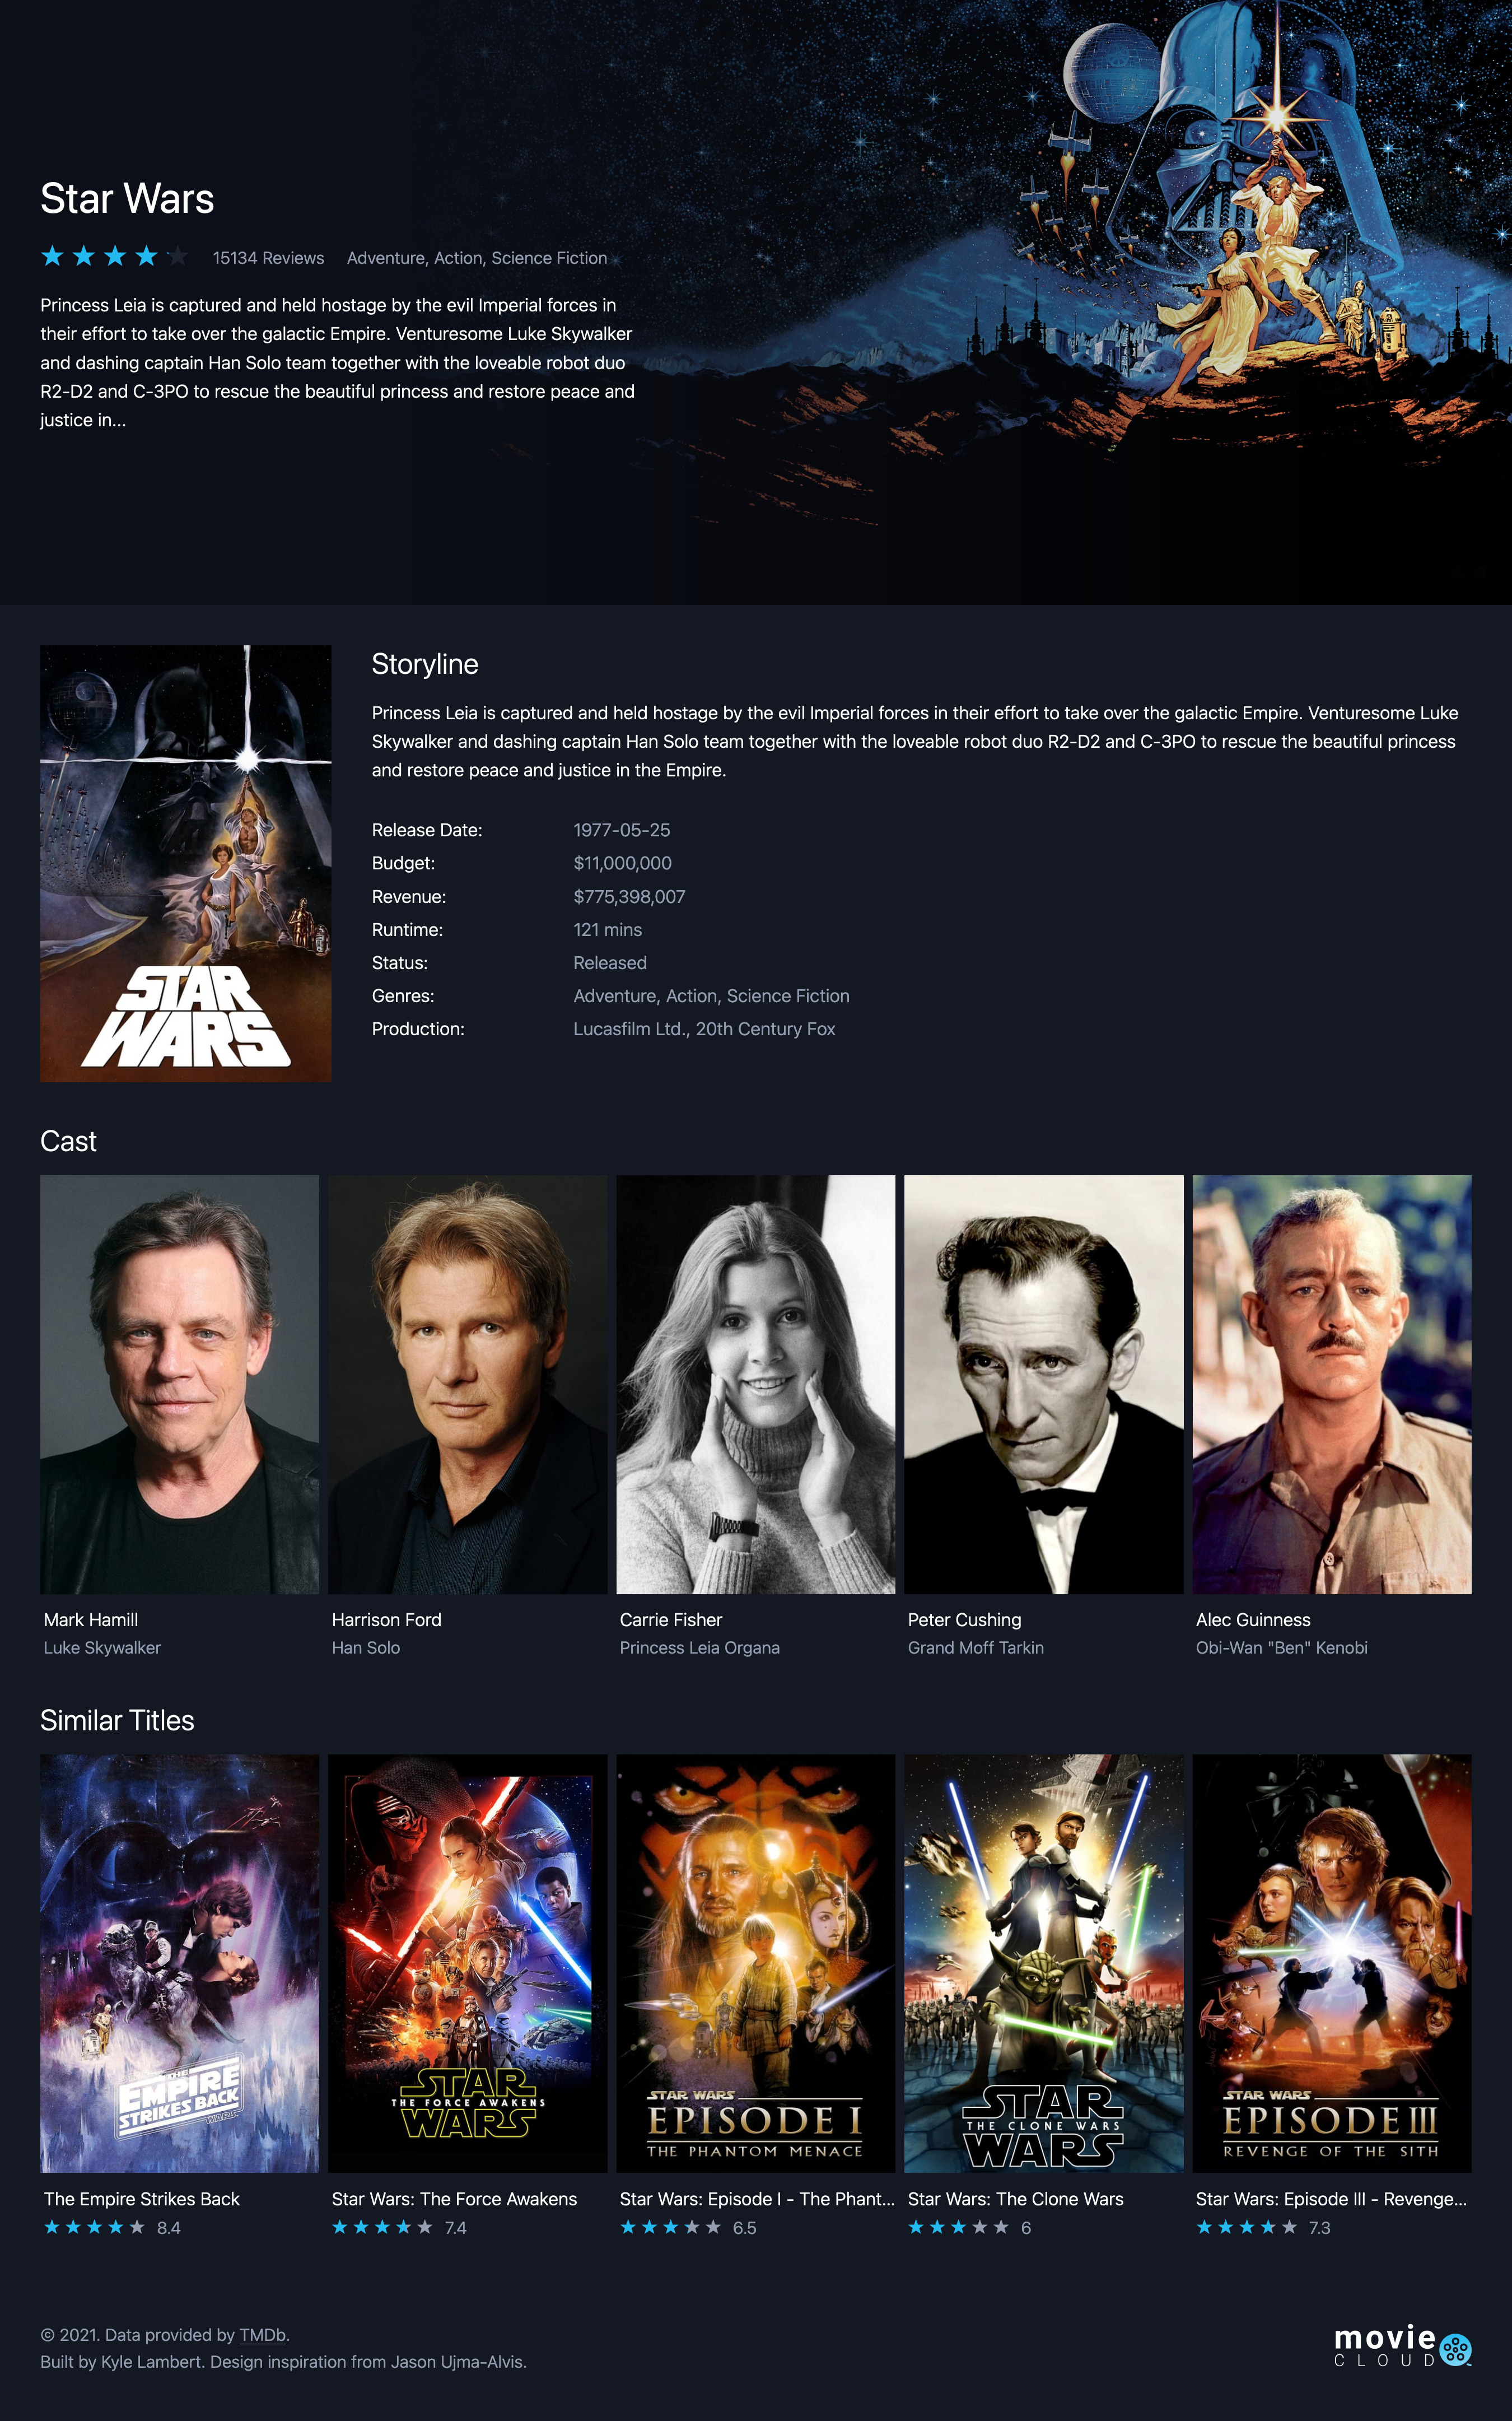 Star Wars
15134 Reviews Adventure, Action, Science Fiction
Princess Leia is captured and held hostage by the evil Imperial forces in
their effort to take over the galactic Empire. Venturesome Luke Skywalker
and dashing captain Han Solo team together with the loveable robot duo
R2-D2 and C-3PO to rescue the beautiful princess and restore peace and
justice in...
STAR
WARS
Storyline
Princess Leia is captured and held hostage by the evil Imperial forces in their effort to take over the galactic Empire. Venturesome Luke
Skywalker and dashing captain Han Solo team together with the loveable robot duo R2-D2 and C-3PO to rescue the beautiful princess
and restore peace and justice in the Empire.
Release Date: 1977-05-25
Budget: $11,000,000
Revenue: $775,398,007
Runtime: 121 mins
Status: Released
Genres: Adventure, Action, Science Fiction
Production: Lucasfilm Ltd., 20th Century Fox
Cast
Mark Hamill
Luke Skywalker
Harrison Ford
Han Solo
Carrie Fisher
Princess Leia Organa
Peter Cushing
Grand Moff Tarkin
Alec Guinness
Obi-Wan "Ben" Kenobi
Similar Titles
THE
EMPIRE
STRIKES BACK
WARS
The Empire Strikes Back
8.4
STAR
THE FORCE AWAKENS
WARS
Star Wars: The Force Awakens
7.4
STAR WARS
EPISODE I
THE PHANTOM MENACE
Star Wars: Episode I - The Phant...
6.5
STAR
THE CLONE WARS
WARS
Star Wars: The Clone Wars
6
STAR WARS
EPISODE III
REVENGE OF THE SITH
Star Wars: Episode III - Revenge...
7.3
© 2021. Data provided by TMDb.
Built by Kyle Lambert. Design inspiration from Jason Ujma-Alvis.
movie
CLOUD